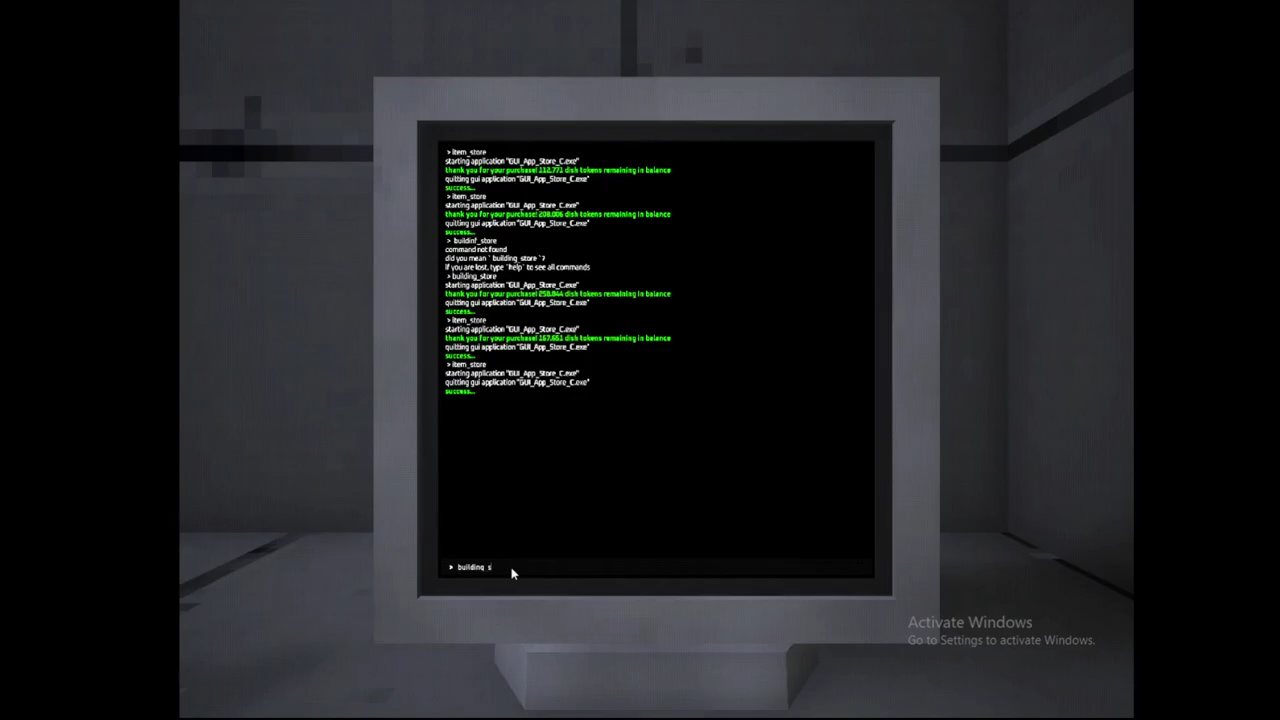 > item_store
starting application "GUI_App_Store_C.exe"
thank you for your purchase! 112.771 dish tokens remaining in balance
quitting gui application "GUI_App_Store_C.exe"
success...
> item_store
starting application "GUI_App_Store_C.exe"
thank you for your purchase! 208.006 dish tokens remaining in balance
quitting gui application "GUI_App_Store_C.exe"
success...
> buildinf_store
command not found
did you mean ` building_store `?
If you are lost, type `help` to see all commands
> building_store
starting application "GUI_App_Store_C.exe"
thank you for your purchase! 258.844 dish tokens remaining in balance
quitting gui application "GUI_App_Store_C.exe"
success...
> item_store
starting application "GUI_App_Store_C.exe"
thank you for your purchase! 167.651 dish tokens remaining in balance
quitting gui application "GUI_App_Store_C.exe"
success...
> item_store
starting application "GUI_App_Store_C.exe"
quitting gui application "GUI_App_Store_C.exe"
success...
> building_s
Activate Windows
Go to Settings to activate Windows.